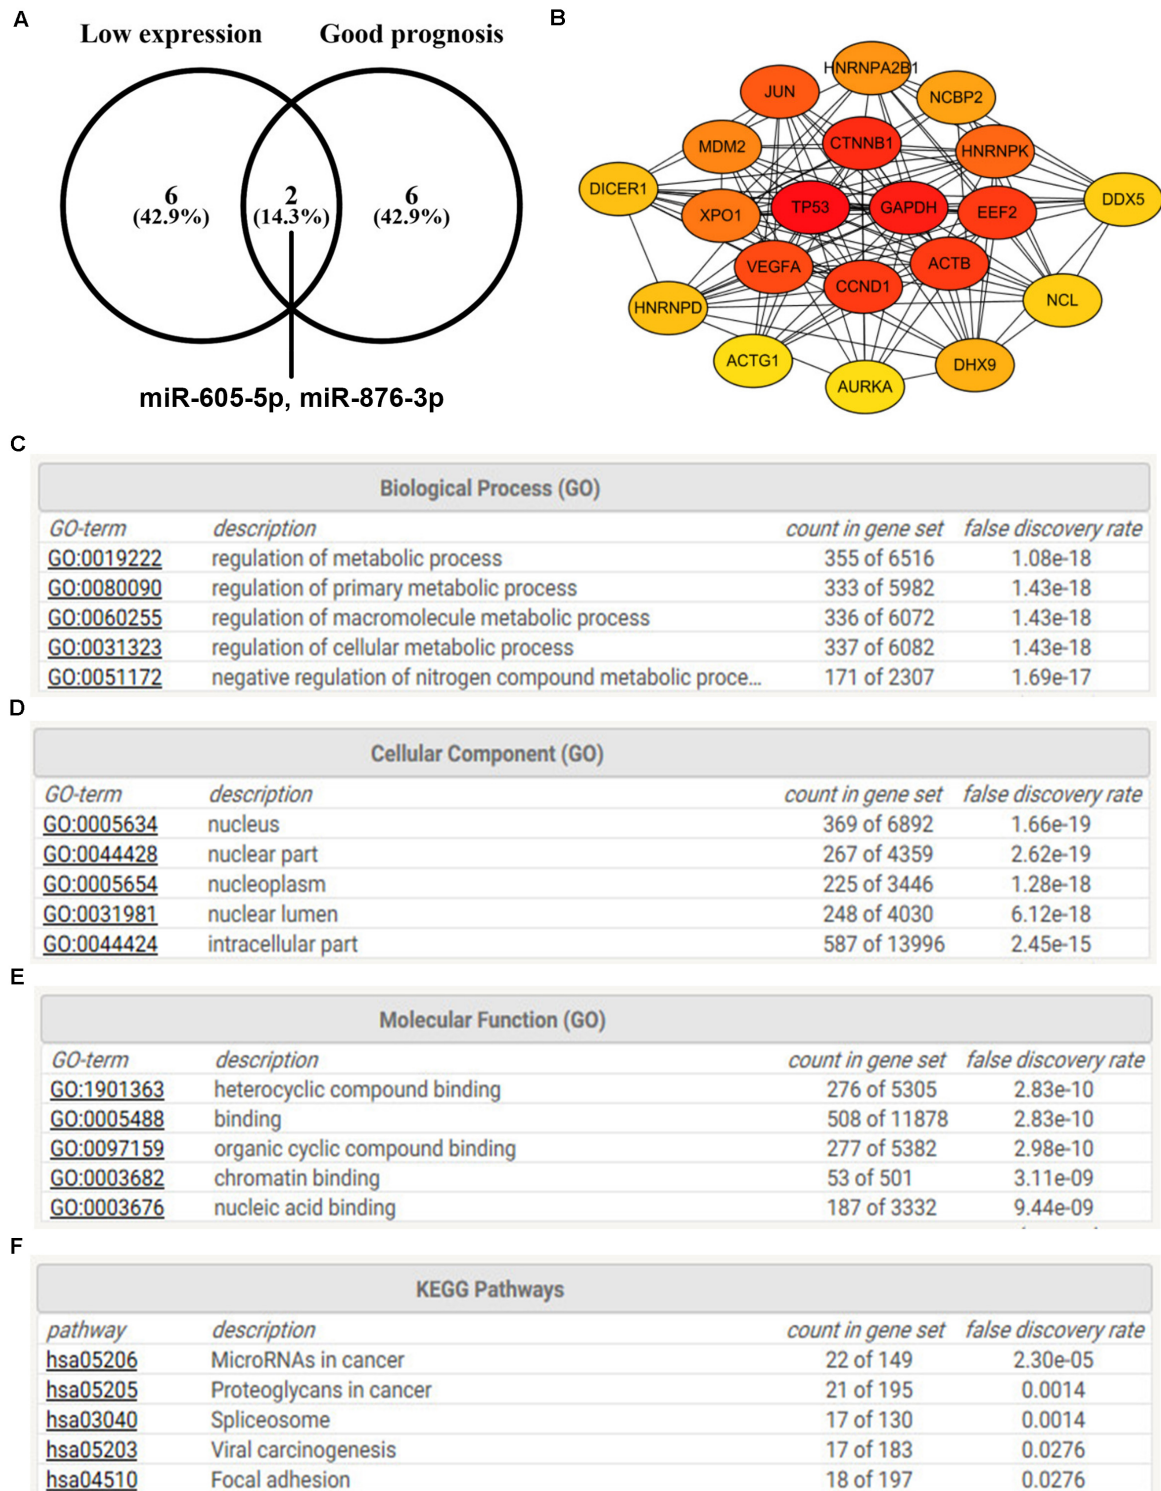 A
Low expression
Good prognosis
6
(42.9%)
2
(14.3%)
6
(42.9%)
miR-605-5p, miR-876-3p
B
HNRNPA2B1
JUN
NCBP2
CTNNB1
MDM2
HNRNPK
DICER1
DDX5
TP53
GAPDH
XPO1
EEF2
VEGFA
ACTB
CCND1
HNRNPD
NCL
ACTG1
DHX9
AURKA
C
Biological Process (GO)
GO-term description count in gene set false discovery rate
GO:0019222 regulation of metabolic process 355 of 6516 1.08e-18
GO:0080090 regulation of primary metabolic process 333 of 5982 1.43e-18
GO:0060255 regulation of macromolecule metabolic process 336 of 6072 1.43e-18
GO:0031323 regulation of cellular metabolic process 337 of 6082 1.43e-18
GO:0051172 negative regulation of nitrogen compound metabolic proce... 171 of 2307 1.69e-17
D
Cellular Component (GO)
GO-term description count in gene set false discovery rate
GO:0005634 nucleus 369 of 6892 1.66e-19
GO:0044428 nuclear part 267 of 4359 2.62e-19
GO:0005654 nucleoplasm 225 of 3446 1.28e-18
GO:0031981 nuclear lumen 248 of 4030 6.12e-18
GO:0044424 intracellular part 587 of 13996 2.45e-15
E
Molecular Function (GO)
GO-term description count in gene set false discovery rate
GO:1901363 heterocyclic compound binding 276 of 5305 2.83e-10
GO:0005488 binding 508 of 11878 2.83e-10
GO:0097159 organic cyclic compound binding 277 of 5382 2.98e-10
GO:0003682 chromatin binding 53 of 501 3.11e-09
GO:0003676 nucleic acid binding 187 of 3332 9.44e-09
F
KEGG Pathways
pathway description count in gene set false discovery rate
hsa05206 MicroRNAs in cancer 22 of 149 2.30e-05
hsa05205 Proteoglycans in cancer 21 of 195 0.0014
hsa03040 Spliceosome 17 of 130 0.0014
hsa05203 Viral carcinogenesis 17 of 183 0.0276
hsa04510 Focal adhesion 18 of 197 0.0276